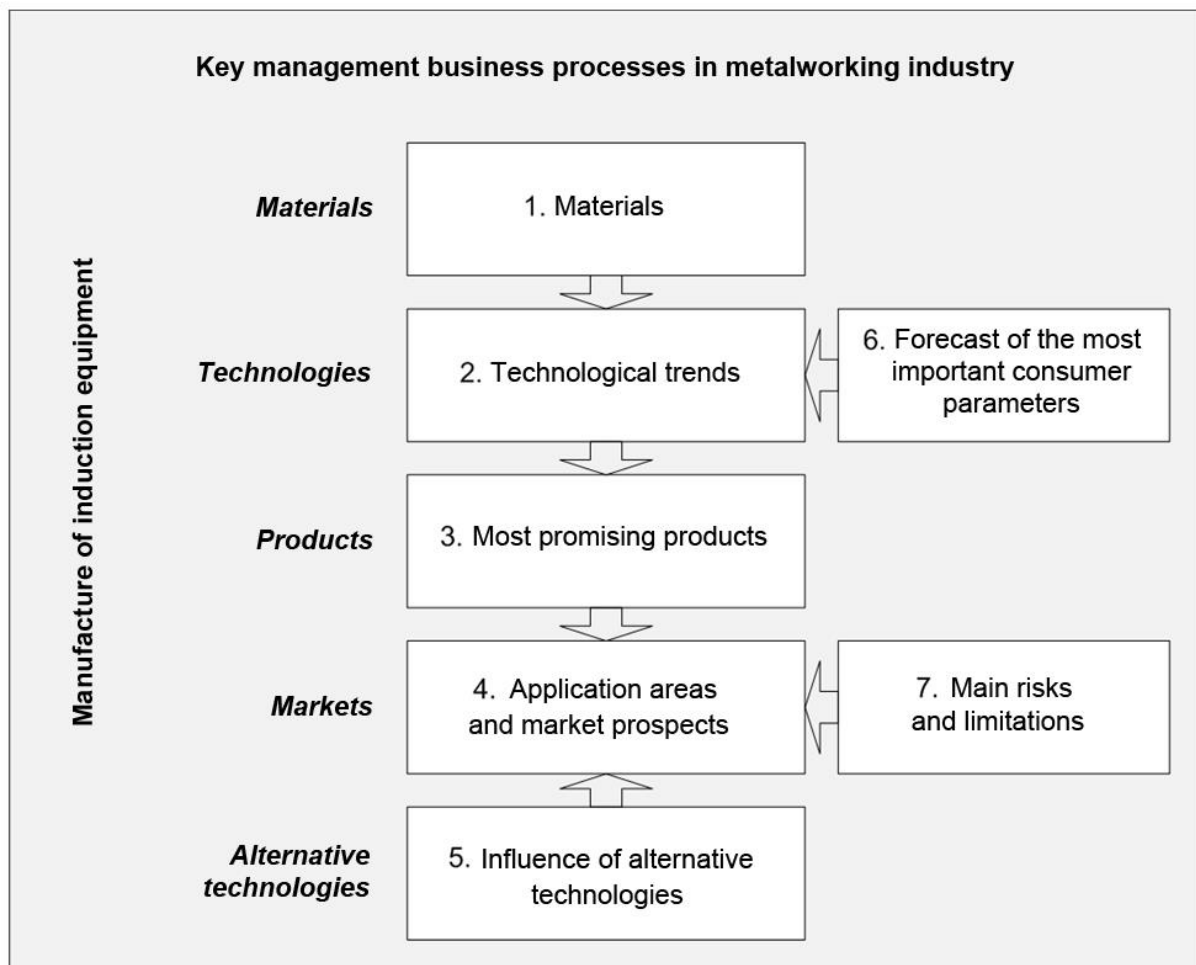 Key management business processes in metalworking industry
Manufacture of induction equipment
Materials
1. Materials
Technologies
2. Technological trends
6. Forecast of the most
important consumer
parameters
Products
3. Most promising products
Markets
4. Application areas
and market prospects
7. Main risks
and limitations
Alternative
technologies
5. Influence of alternative
technologies